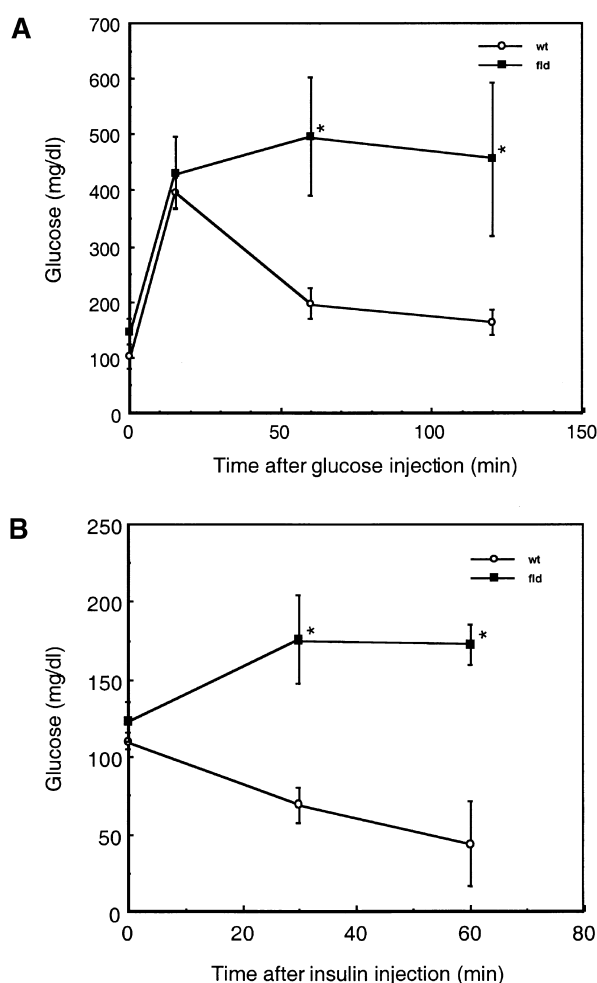 A
700
600
500
400
300
200
100
0
Glucose (mg/dl)
wt
fld
*
*
0 50 100 150
Time after glucose injection (min)
B
250
200
150
100
50
0
Glucose (mg/dl)
wt
fld
*
*
0 20 40 60 80
Time after insulin injection (min)